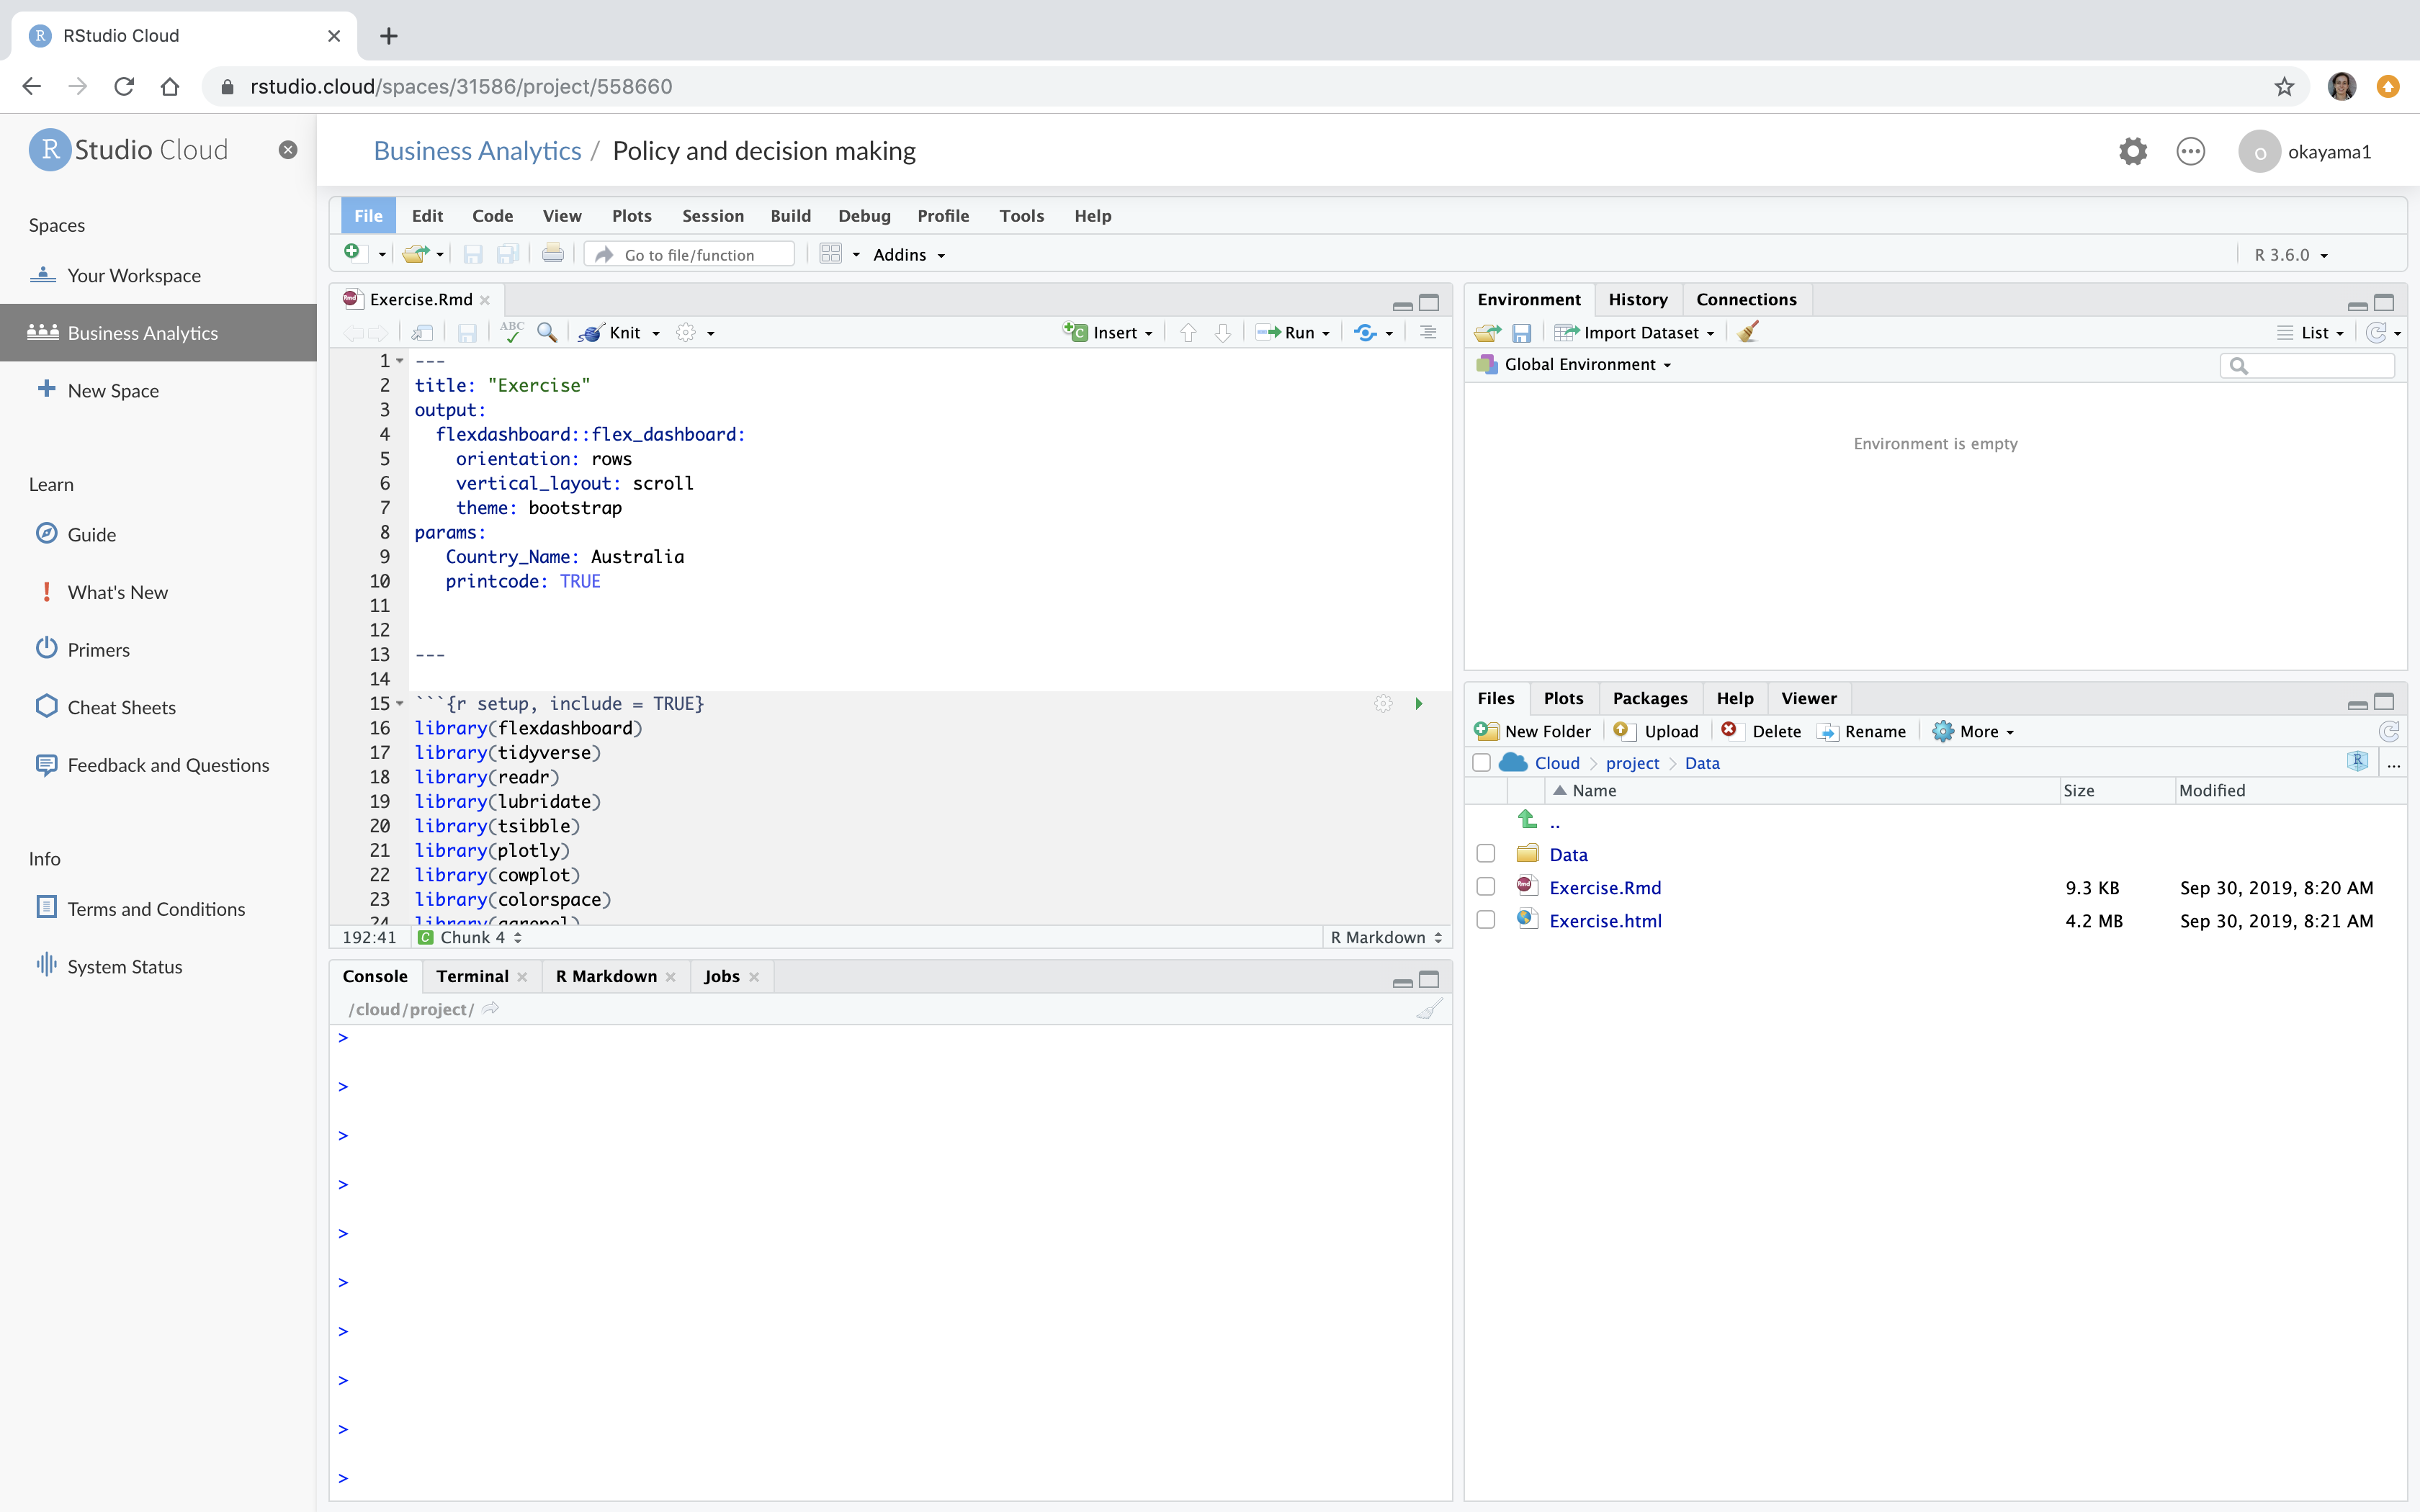 RStudio Cloud
rstudio.cloud/spaces/31586/project/558660
R Studio Cloud
Business Analytics / Policy and decision making
o okayama1
Spaces
Your Workspace
Business Analytics
New Space
Learn
Guide
What's New
Primers
Cheat Sheets
Feedback and Questions
Info
Terms and Conditions
System Status
File Edit Code View Plots Session Build Debug Profile Tools Help
Go to file/function Addins R 3.6.0
Exercise.Rmd
ABC Knit Insert Run
1 ---
2 title: "Exercise"
3 output:
4 flexdashboard::flex_dashboard:
5 orientation: rows
6 vertical_layout: scroll
7 theme: bootstrap
8 params:
9 Country_Name: Australia
10 printcode: TRUE
11
12
13 ---
14
15 ```{r setup, include = TRUE}
16 library(flexdashboard)
17 library(tidyverse)
18 library(readr)
19 library(lubridate)
20 library(tsibble)
21 library(plotly)
22 library(cowplot)
23 library(colorspace)
24 library(ggrepel)
192:41 C Chunk 4 R Markdown
Console Terminal R Markdown Jobs
/cloud/project/
>
>
>
>
>
>
>
>
>
>
Environment History Connections
Import Dataset List
Global Environment
Environment is empty
Files Plots Packages Help Viewer
New Folder Upload Delete Rename More
Cloud > project > Data R ...
Name Size Modified
..
Data
Exercise.Rmd 9.3 KB Sep 30, 2019, 8:20 AM
Exercise.html 4.2 MB Sep 30, 2019, 8:21 AM